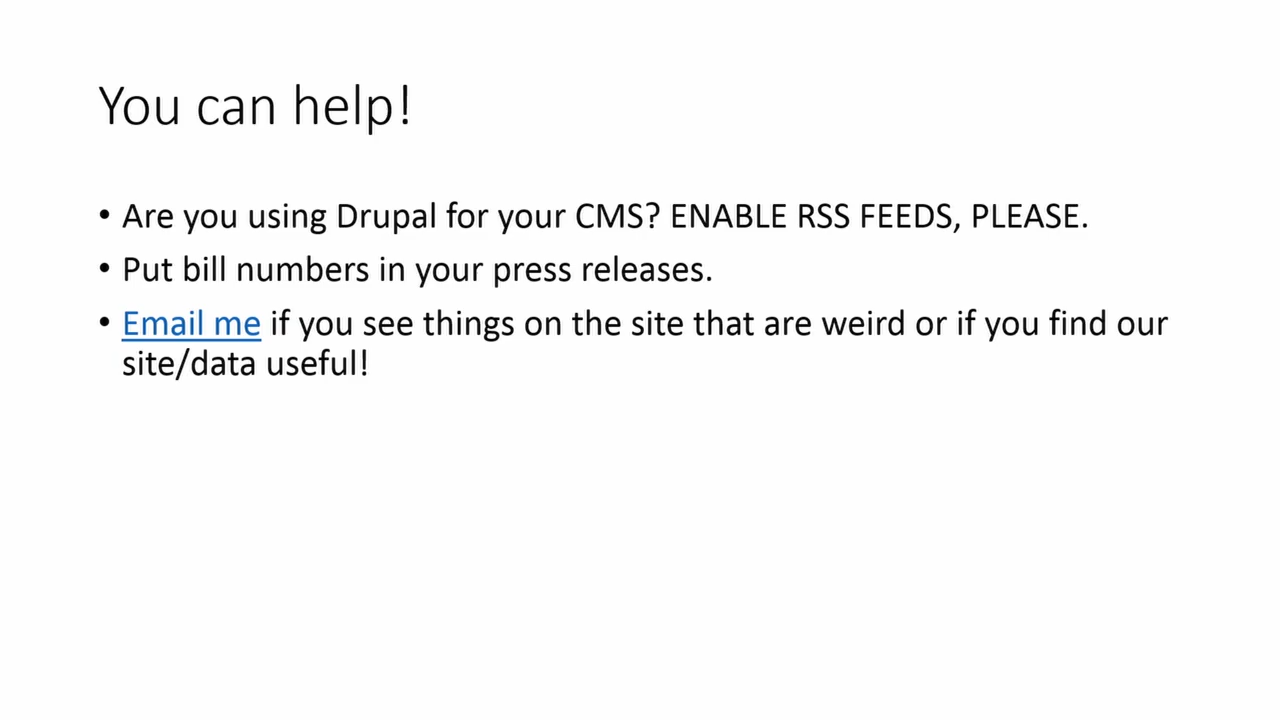 You can help!
• Are you using Drupal for your CMS? ENABLE RSS FEEDS, PLEASE.
• Put bill numbers in your press releases.
• Email me if you see things on the site that are weird or if you find our
site/data useful!